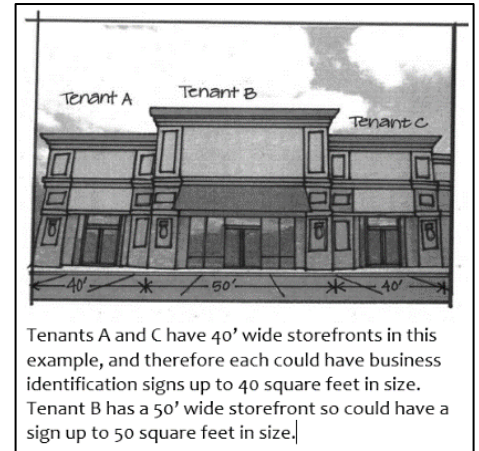 Tenant A
Tenant B
Tenant C
40'
50'
40'
Tenants A and C have 40’ wide storefronts in this
example, and therefore each could have business
identification signs up to 40 square feet in size.
Tenant B has a 50’ wide storefront so could have a
sign up to 50 square feet in size.